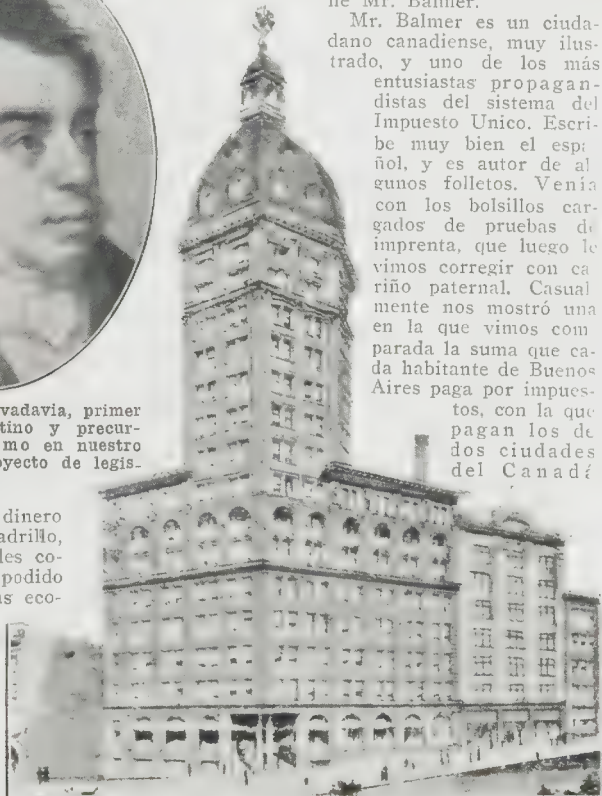 Mr. Balmer es un ciuda-
dano canadiense, muy ilus-
trado, y uno de los más
entusiastas propagan-
distas del sistema del
Impuesto Unico. Escri-
be muy bien el espa
ñol, y es autor de al
gunos folletos. Venía
con los bolsillos car-
gados de pruebas de
imprenta, que luego le
vimos corregir con ca
riño paternal. Casual
mente nos mostró una
en la que vimos com
parada la suma que ca-
da habitante de Buenos
Aires paga por impues-
tos, con la que
pagan los de
dos ciudades
del Canadá
vadavia, primer
tino y precur-
mo en nuestro
oyecto de legis-
dinero
adrillo,
les co-
podido
as eco-